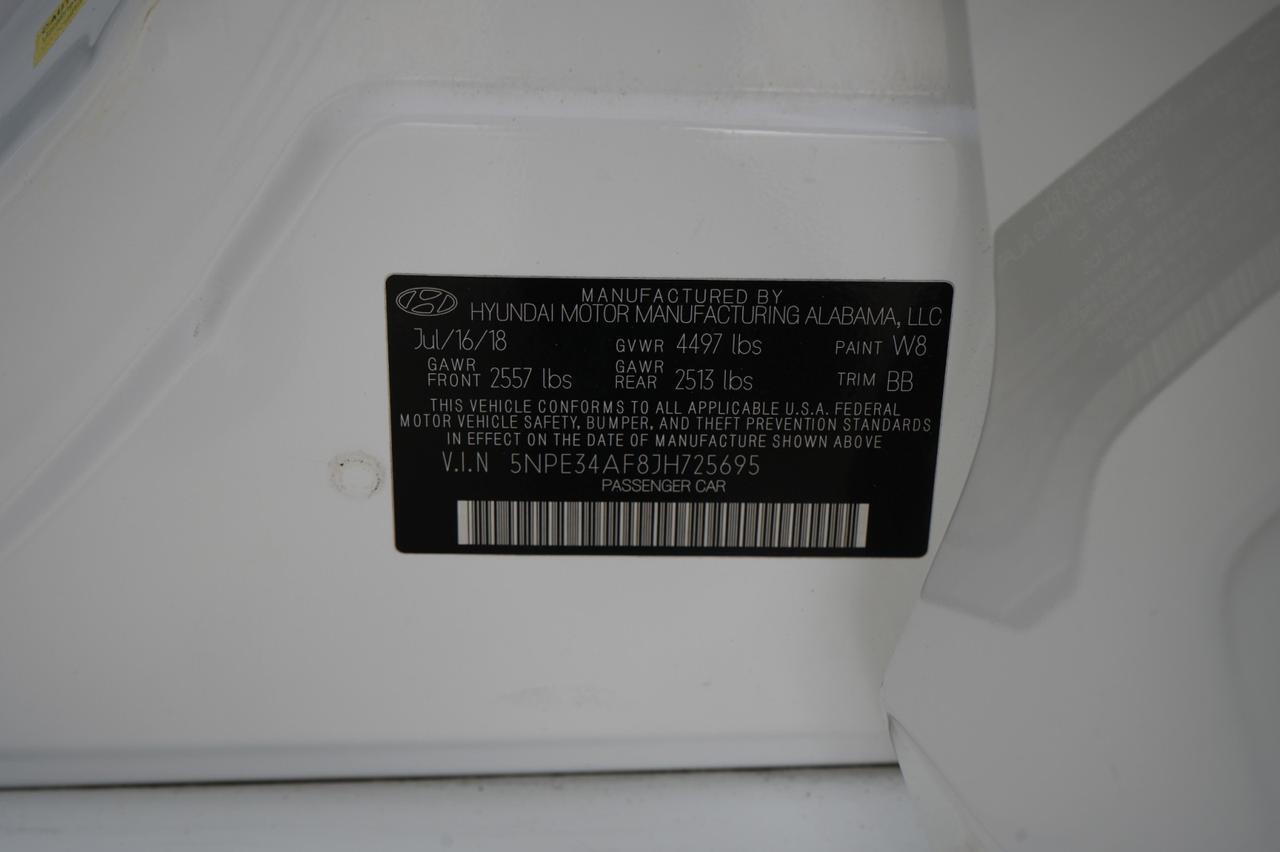 MANUFACTURED BY
HYUNDAI MOTOR MANUFACTURING ALABAMA, LLC
Jul/16/18 GVWR 4497 lbs PAINT W8
GAWR FRONT 2557 lbs GAWR REAR 2513 lbs TRIM BB
THIS VEHICLE CONFORMS TO ALL APPLICABLE U.S.A. FEDERAL
MOTOR VEHICLE SAFETY, BUMPER, AND THEFT PREVENTION STANDARDS
IN EFFECT ON THE DATE OF MANUFACTURE SHOWN ABOVE
V.I.N 5NPE34AF8JH725695
PASSENGER CAR